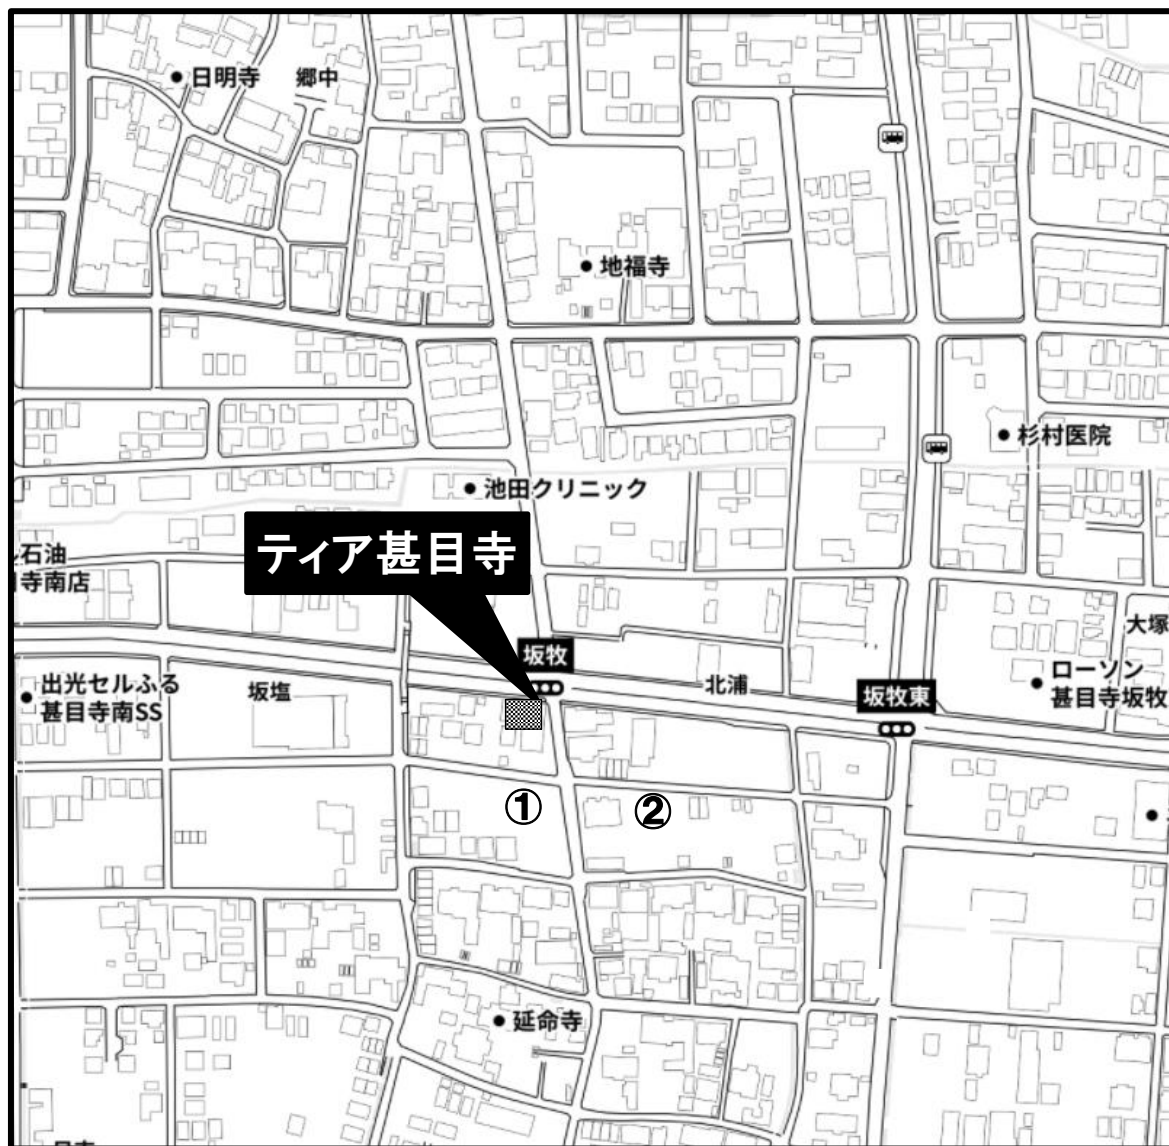 日明寺
郷中
地福寺
杉村医院
池田クリニック
ティア甚目寺
石油
寺南店
坂牧
大塚
北浦
ローソン
甚目寺坂牧
出光セルふる
甚目寺南SS
坂塩
坂牧東
①
②
延命寺